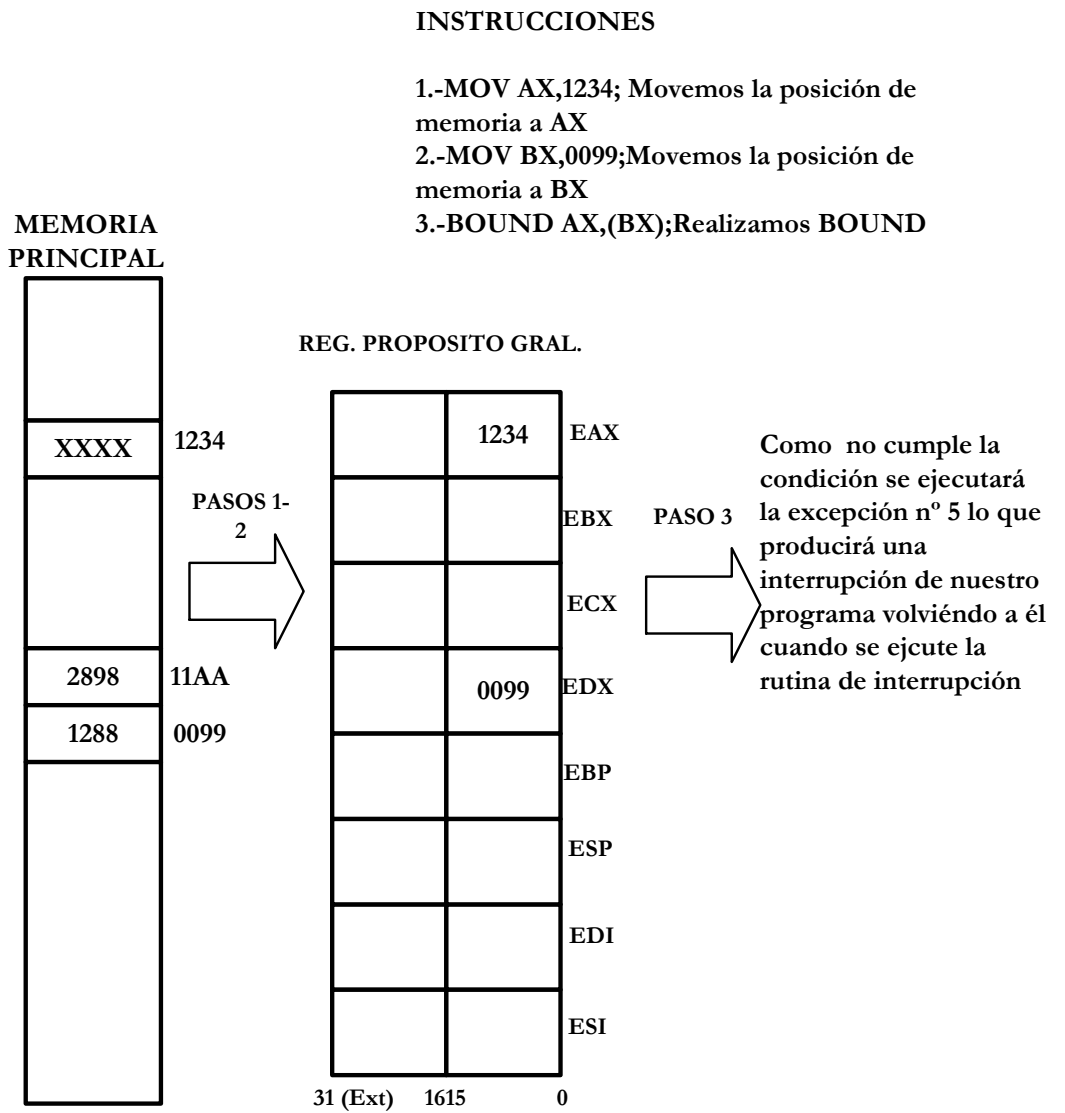 INSTRUCCIONES
1.-MOV AX,1234; Movemos la posición de
memoria a AX
2.-MOV BX,0099;Movemos la posición de
memoria a BX
3.-BOUND AX,(BX);Realizamos BOUND
MEMORIA
PRINCIPAL
XXXX
1234
2898
11AA
1288
0099
PASOS 1-
2
REG. PROPOSITO GRAL.
1234
EAX
EBX
ECX
0099
EDX
EBP
ESP
EDI
ESI
31 (Ext)
1615
0
PASO 3
Como no cumple la
condición se ejecutará
la excepción nº 5 lo que
producirá una
interrupción de nuestro
programa volviéndo a él
cuando se ejcute la
rutina de interrupción